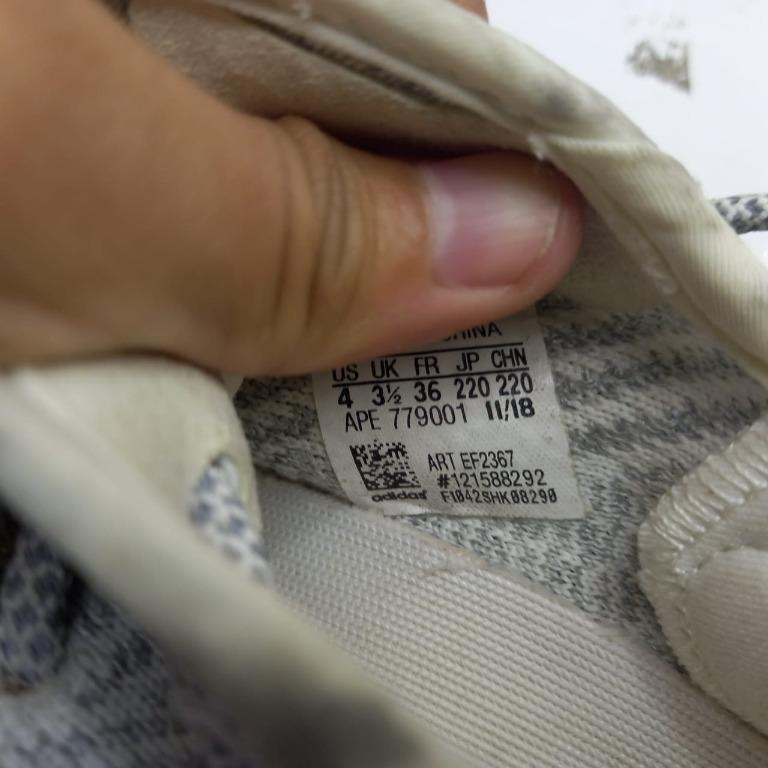 CHINA
US UK FR JP CHN
4 3½ 36 220 220
APE 779001 11/18
ART EF2367
#121588292
adidas F1042SHK08290